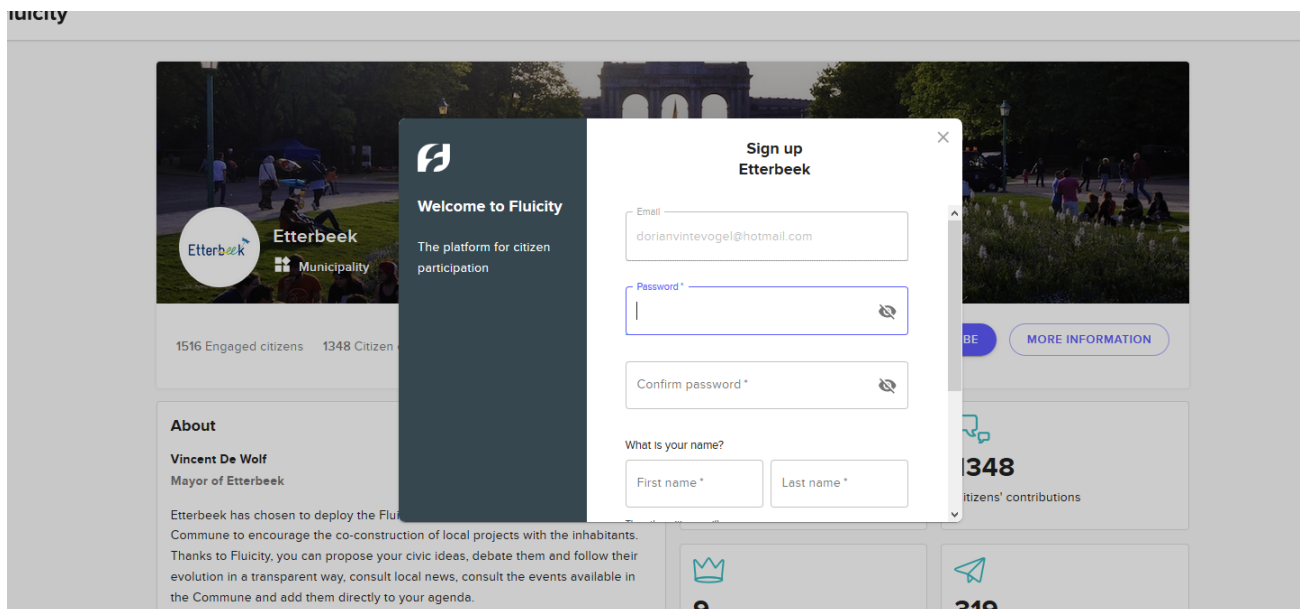 Fluicity
Etterbeek
Etterbeek
Municipality
1516 Engaged citizens 1348 Citizen
BE
MORE INFORMATION
Welcome to Fluicity
The platform for citizen
participation
Sign up
Etterbeek
Email
dorianvintevogel@hotmail.com
Password *
Confirm password *
What is your name?
First name * Last name *
About
Vincent De Wolf
Mayor of Etterbeek
Etterbeek has chosen to deploy the Flui
Commune to encourage the co-construction of local projects with the inhabitants.
Thanks to Fluicity, you can propose your civic ideas, debate them and follow their
evolution in a transparent way, consult local news, consult the events available in
the Commune and add them directly to your agenda.
1348
itizens' contributions
9
319